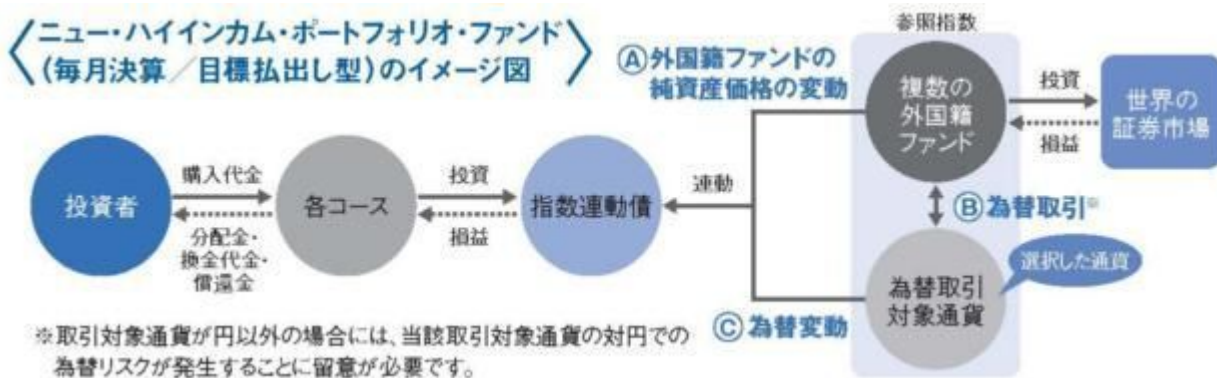 ニュー・ハイインカム・ポートフォリオ・ファンド
(毎月決算／目標払出し型)のイメージ図
参照指数
Ⓐ外国籍ファンドの
純資産価格の変動
複数の
外国籍
ファンド
投資
損益
世界の
証券市場
投資者
購入代金
分配金・
換金代金・
償還金
各コース
投資
損益
指数連動債
連動
Ⓑ為替取引※
選択した通貨
為替取引
対象通貨
Ⓒ為替変動
※取引対象通貨が円以外の場合には、当該取引対象通貨の対円での
為替リスクが発生することに留意が必要です。